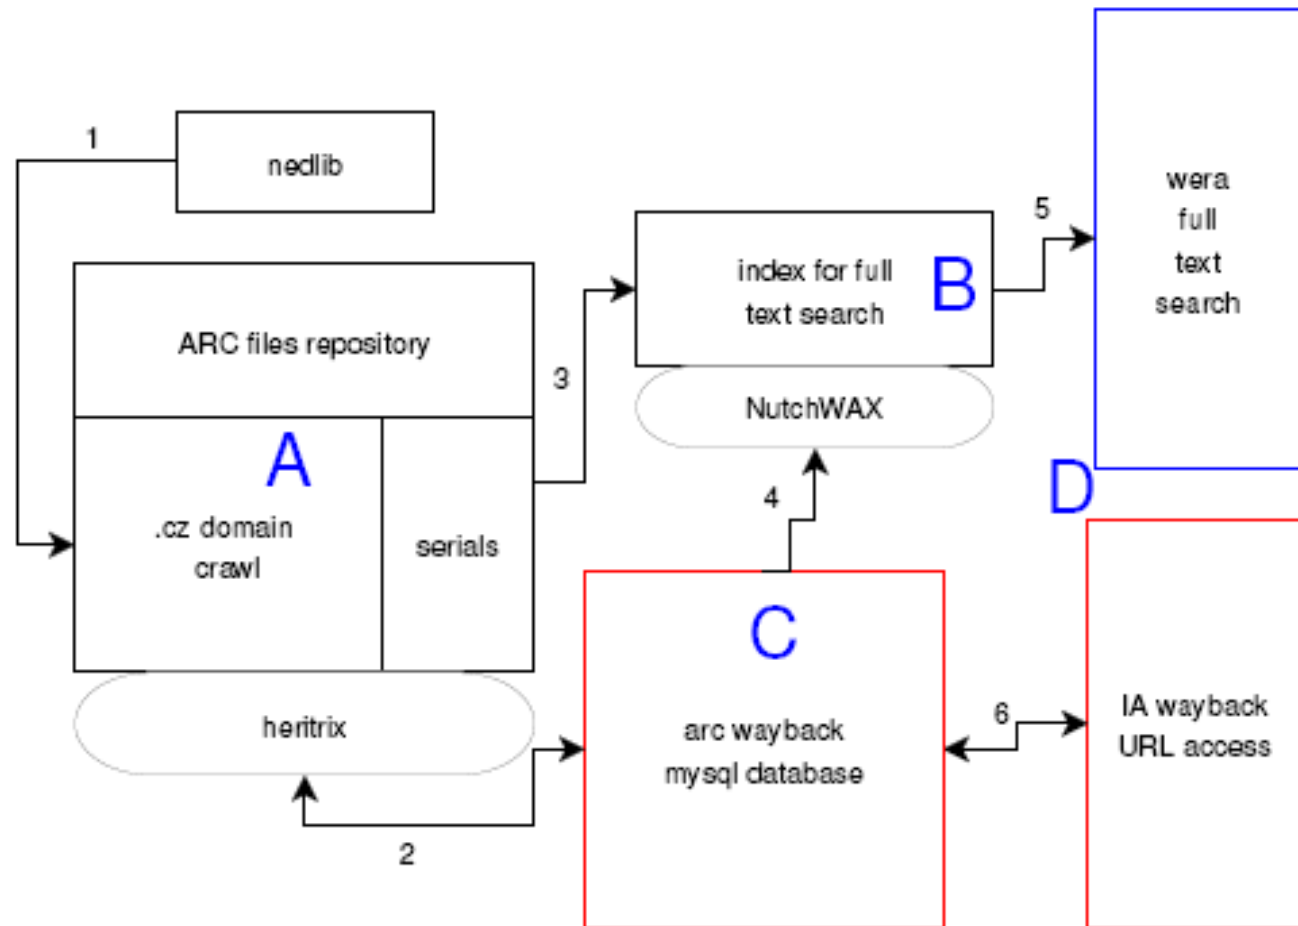 1
nedlib
ARC files repository
A
.cz domain
crawl
serials
heritrix
2
3
index for full
text search
B
NutchWAX
4
C
arc wayback
mysql database
5
wera
full
text
search
D
6
IA wayback
URL access